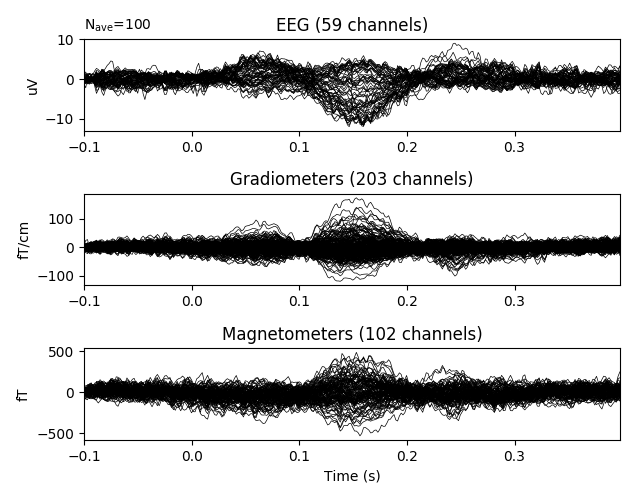 N_ave=100
EEG (59 channels)
10
0
−10
uV
−0.1 0.0 0.1 0.2 0.3
Gradiometers (203 channels)
100
0
−100
fT/cm
−0.1 0.0 0.1 0.2 0.3
Magnetometers (102 channels)
500
0
−500
fT
−0.1 0.0 0.1 0.2 0.3
Time (s)